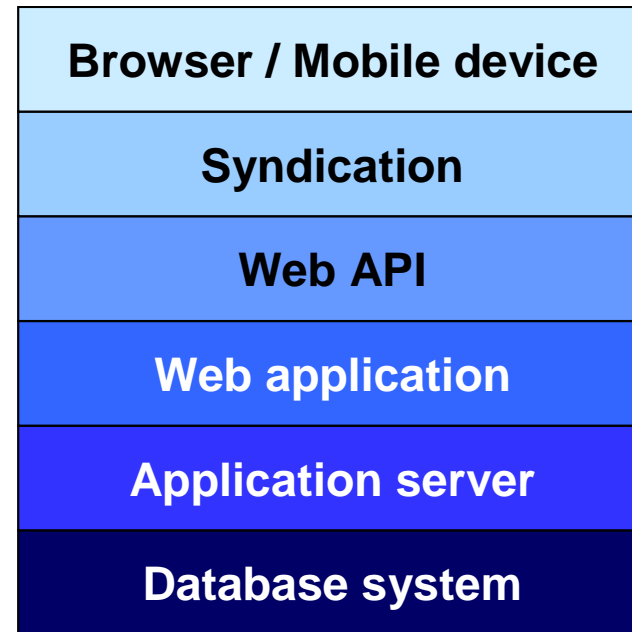 Browser / Mobile device
Syndication
Web API
Web application
Application server
Database system